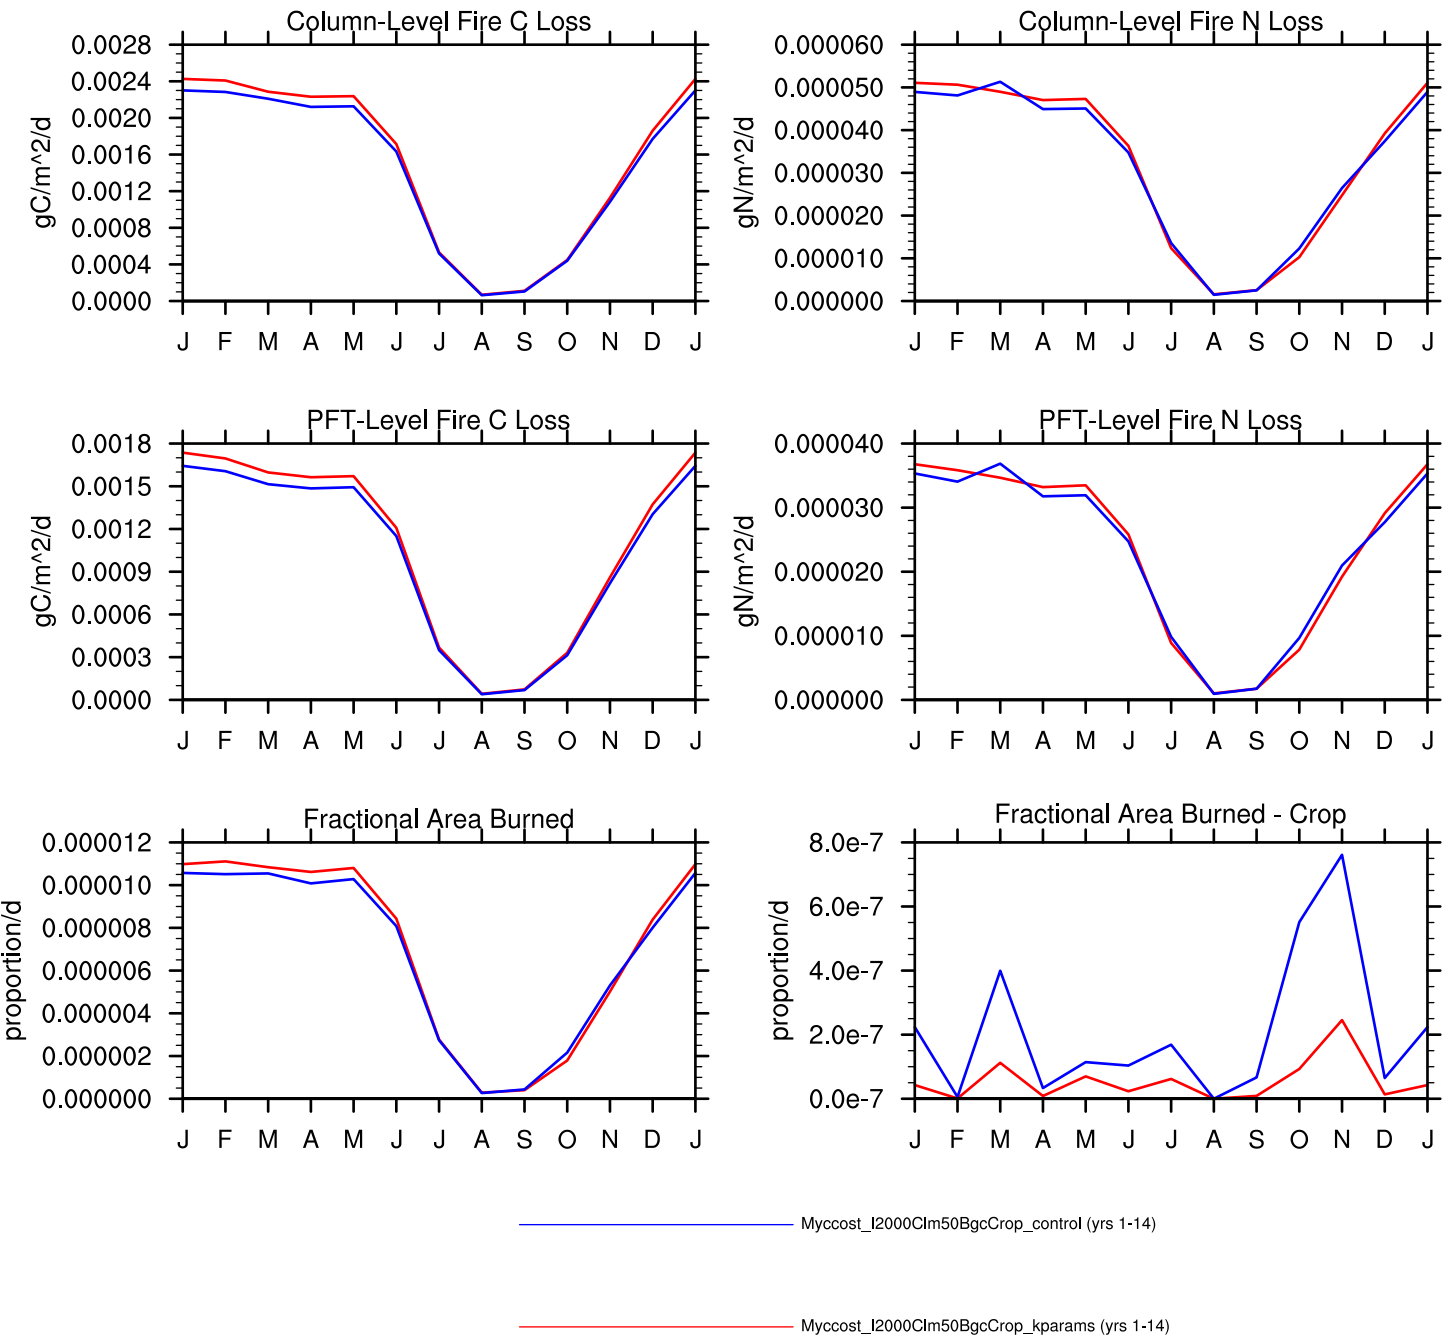 Column-Level Fire C Loss
gC/m^2/d
0.0028
0.0024
0.0020
0.0016
0.0012
0.0008
0.0004
0.0000
J F M A M J J A S O N D J
Column-Level Fire N Loss
gN/m^2/d
0.000060
0.000050
0.000040
0.000030
0.000020
0.000010
0.000000
J F M A M J J A S O N D J
PFT-Level Fire C Loss
gC/m^2/d
0.0018
0.0015
0.0012
0.0009
0.0006
0.0003
0.0000
J F M A M J J A S O N D J
PFT-Level Fire N Loss
gN/m^2/d
0.000040
0.000030
0.000020
0.000010
0.000000
J F M A M J J A S O N D J
Fractional Area Burned
proportion/d
0.000012
0.000010
0.000008
0.000006
0.000004
0.000002
0.000000
J F M A M J J A S O N D J
Fractional Area Burned - Crop
proportion/d
8.0e-7
6.0e-7
4.0e-7
2.0e-7
0.0e-7
J F M A M J J A S O N D J
Myccost_I2000Clm50BgcCrop_control (yrs 1-14)
Myccost_I2000Clm50BgcCrop_kparams (yrs 1-14)